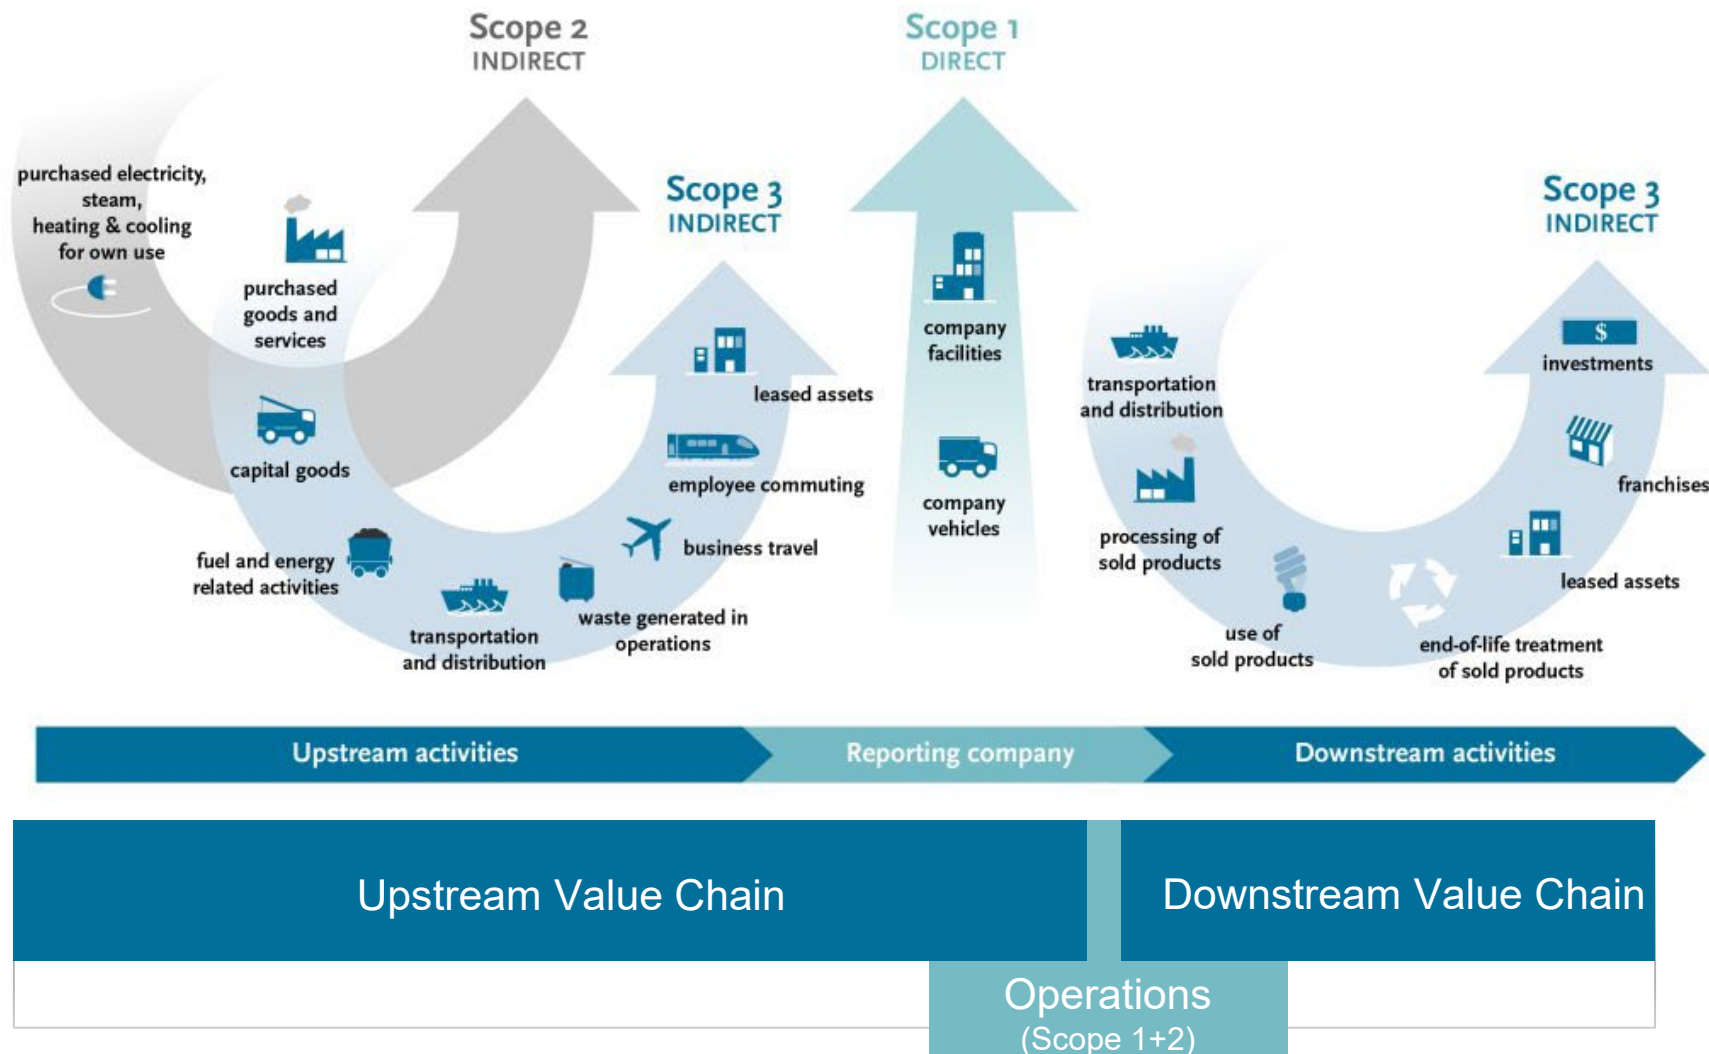 Scope 2
INDIRECT
purchased electricity,
steam,
heating & cooling
for own use
purchased
goods and
services
capital goods
fuel and energy
related activities
transportation
and distribution
waste generated in
operations
business travel
employee commuting
leased assets
Scope 3
INDIRECT
Scope 1
DIRECT
company
facilities
company
vehicles
Scope 3
INDIRECT
transportation
and distribution
processing of
sold products
use of
sold products
end-of-life treatment
of sold products
leased assets
franchises
$
investments
Upstream activities
Reporting company
Downstream activities
Upstream Value Chain
Downstream Value Chain
Operations
(Scope 1+2)